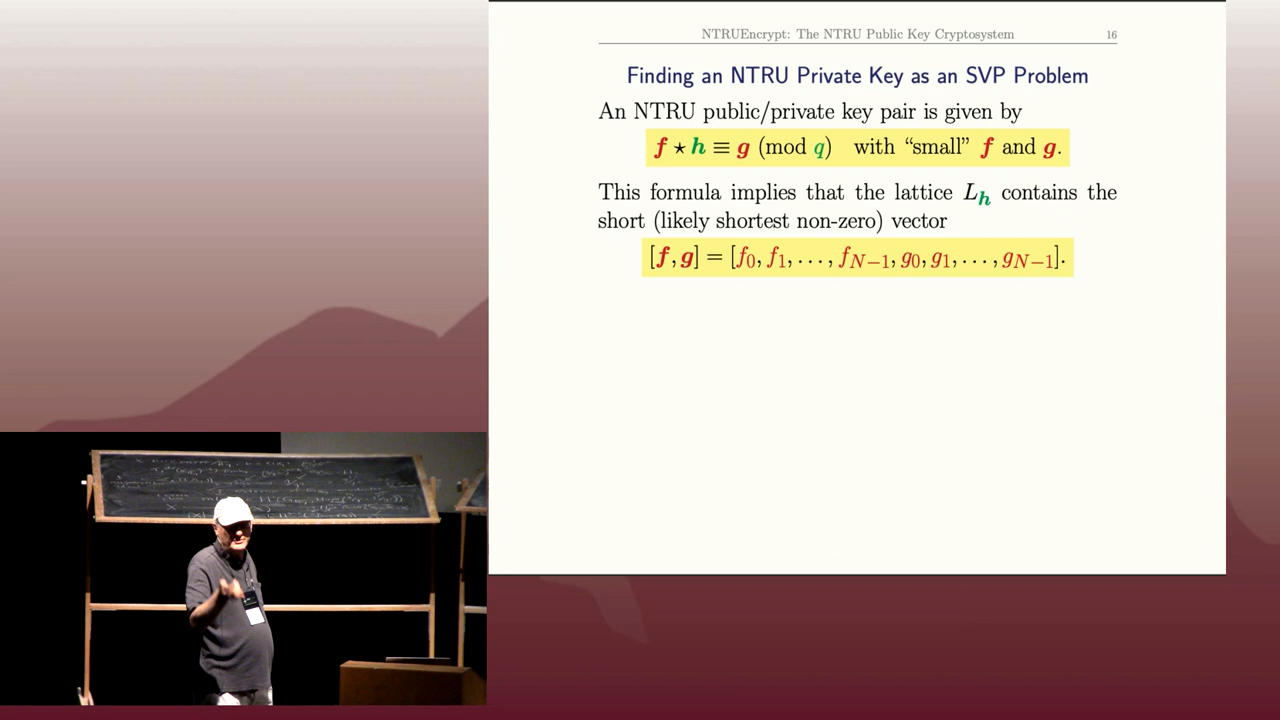 NTRUEncrypt: The NTRU Public Key Cryptosystem 16
Finding an NTRU Private Key as an SVP Problem
An NTRU public/private key pair is given by
f ⋆ h ≡ g (mod q) with “small” f and g.
This formula implies that the lattice L_h contains the
short (likely shortest non-zero) vector
[f, g] = [f_0, f_1, . . . , f_{N−1}, g_0, g_1, . . . , g_{N−1}].